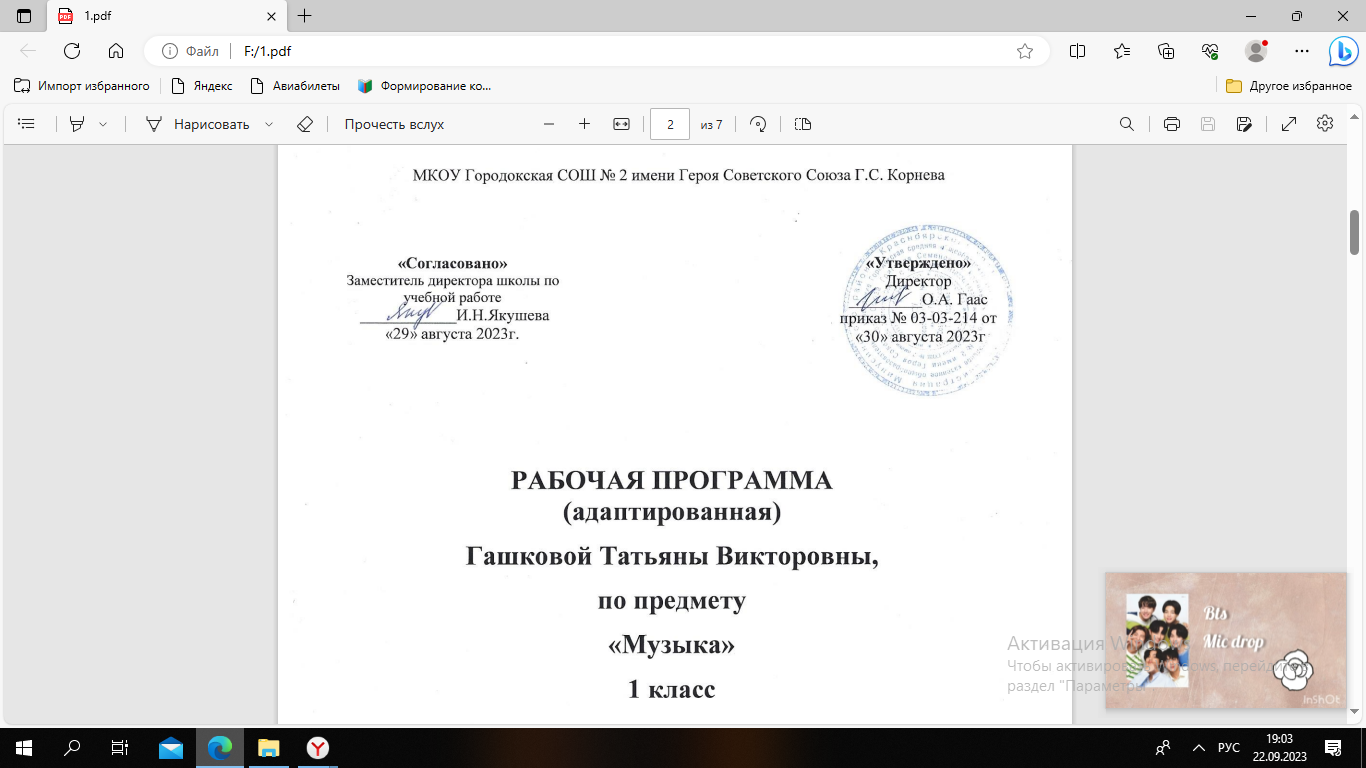 1.pdf
Файл
F:/1.pdf
Импорт избранного
Яндекс
Авиабилеты
Формирование ко...
Другое избранное
Нарисовать
Прочесть вслух
2
из 7
МКОУ Городокская СОШ № 2 имени Героя Советского Союза Г.С. Корнева
«Согласовано»
Заместитель директора школы по
учебной работе
И.Н.Якушева
«29» августа 2023г.
«Утверждено»
Директор
О.А. Гаас
приказ № 03-03-214 от
«30» августа 2023г
РАБОЧАЯ ПРОГРАММА
(адаптированная)
Гашковой Татьяны Викторовны,
по предмету
«Музыка»
1 класс
Bts
Mic drop
InShOt
Активация
Чтобы
раздел "Параметры
РУС
19:03
22.09.2023